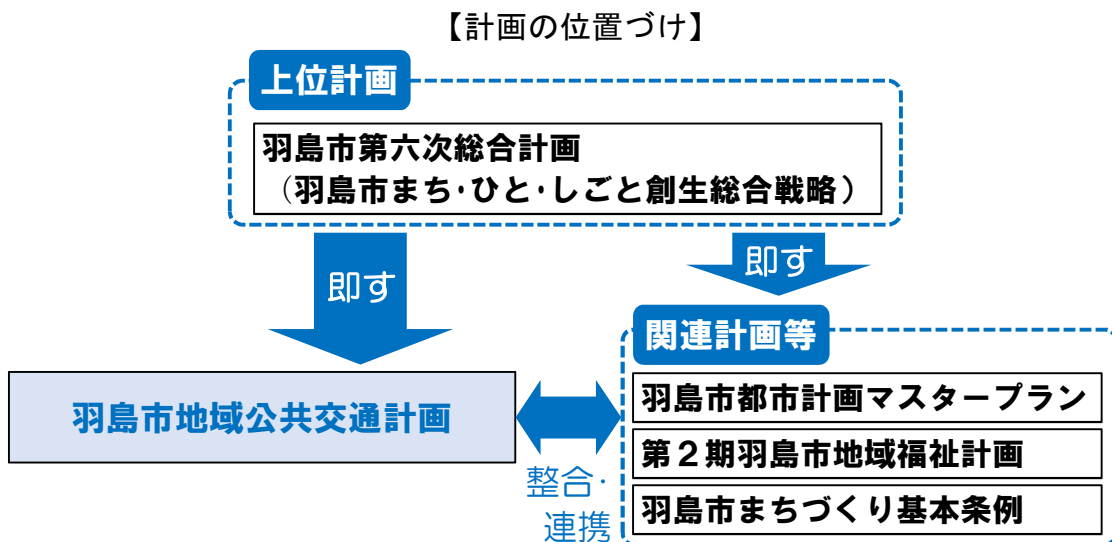 【計画の位置づけ】
上位計画
羽島市第六次総合計画
（羽島市まち・ひと・しごと創生総合戦略）
即す
即す
関連計画等
羽島市地域公共交通計画
整合・
連携
羽島市都市計画マスタープラン
第２期羽島市地域福祉計画
羽島市まちづくり基本条例